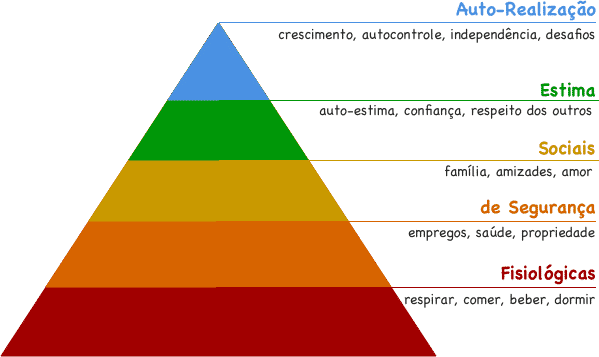 Auto-Realização
crescimento, autocontrole, independência, desafios
Estima
auto-estima, confiança, respeito dos outros
Sociais
família, amizades, amor
de Segurança
empregos, saúde, propriedade
Fisiológicas
respirar, comer, beber, dormir